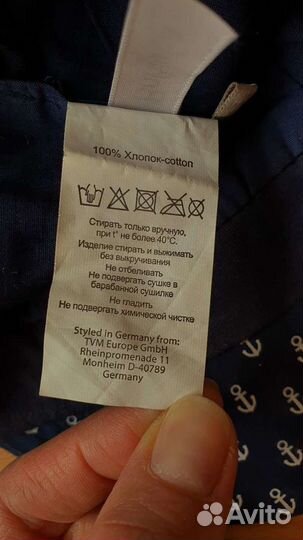 100% Хлопок-cotton
Стирать только вручную,
при t° не более 40°C.
Изделие стирать и выжимать
без выкручивания
Не отбеливать
Не подвергать сушке в
барабанной сушилке
Не гладить
Не подвергать химической чистке
Styled in Germany from:
TVM Europe GmbH
Rheinpromenade 11
Monheim D-40789
Germany
Avito